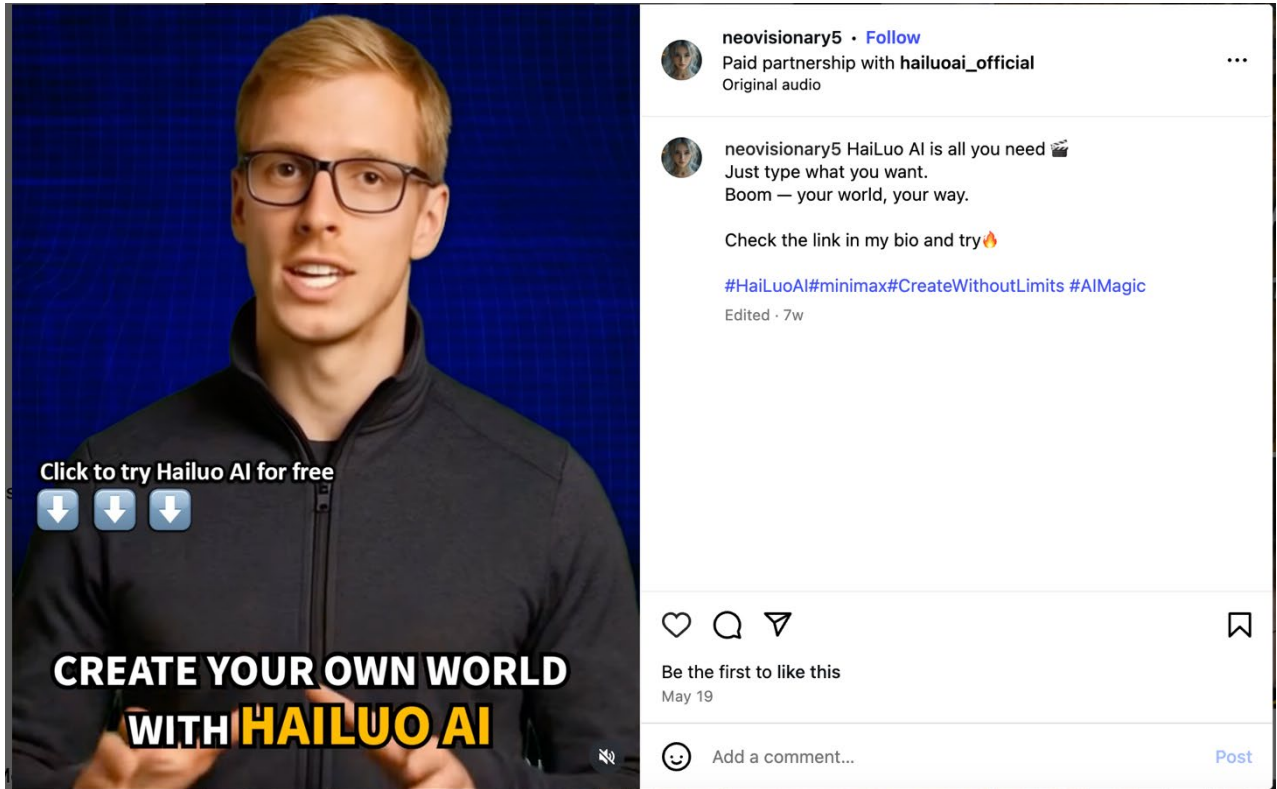 Click to try Hailuo AI for free
⬇️ ⬇️ ⬇️
CREATE YOUR OWN WORLD
WITH HAILUO AI
neovisionary5 • Follow
Paid partnership with hailuoai_official
Original audio
neovisionary5 HaiLuo AI is all you need 🎬
Just type what you want.
Boom — your world, your way.
Check the link in my bio and try🔥
#HaiLuoAI#minimax#CreateWithoutLimits #AIMagic
Edited · 7w
Be the first to like this
May 19
Add a comment...
Post